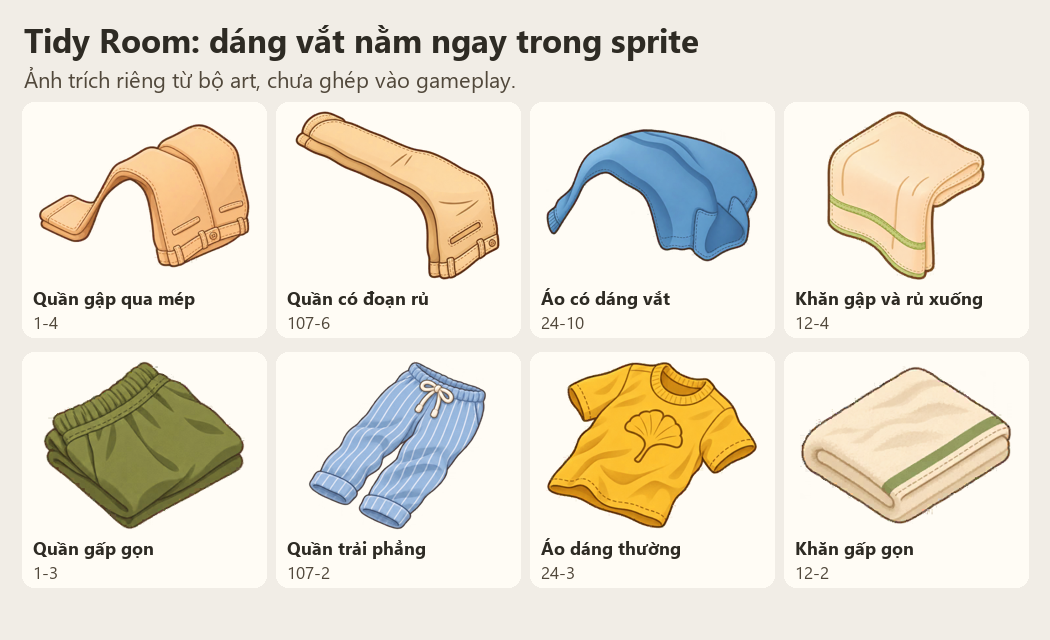 Tidy Room: dáng vắt nằm ngay trong sprite
Ảnh trích riêng từ bộ art, chưa ghép vào gameplay.
Quần gập qua mép
1-4
Quần có đoạn rủ
107-6
Áo có dáng vắt
24-10
Khăn gập và rủ xuống
12-4
Quần gấp gọn
1-3
Quần trải phẳng
107-2
Áo dáng thường
24-3
Khăn gấp gọn
12-2